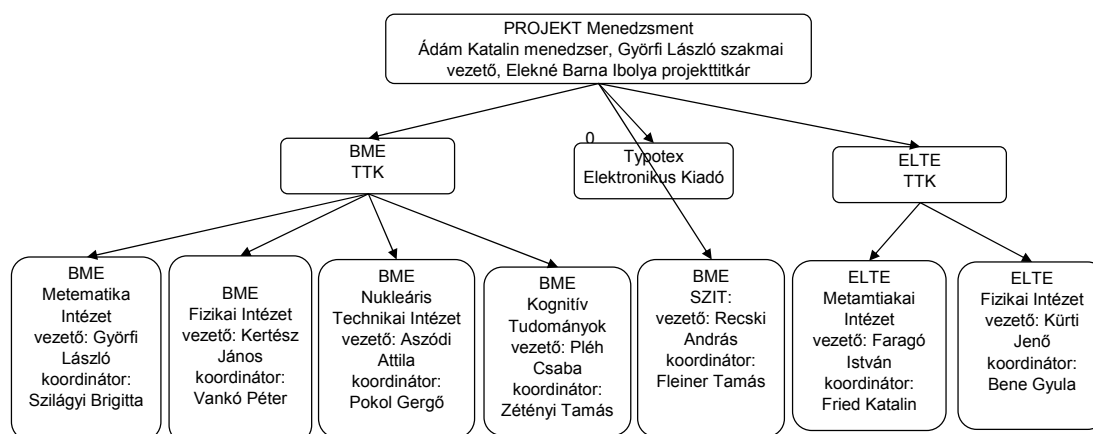 PROJEKT Menedzsment
Ádám Katalin menedzser, Györfi László szakmai
vezető, Elekné Barna Ibolya projekttitkár
BME
TTK
0
Typotex
Elektronikus Kiadó
ELTE
TTK
BME
Metematika
Intézet
vezető: Györfi
László
koordinátor:
Szilágyi Brigitta
BME
Fizikai Intézet
vezető: Kertész
János
koordinátor:
Vankó Péter
BME
Nukleáris
Technikai Intézet
vezető: Aszódi
Attila
koordinátor:
Pokol Gergő
BME
Kognitív
Tudományok
vezető: Pléh
Csaba
koordinátor:
Zétényi Tamás
BME
SZIT:
vezető: Recski
András
koordinátor:
Fleiner Tamás
ELTE
Metamtiakai
Intézet
vezető: Faragó
István
koordinátor:
Fried Katalin
ELTE
Fizikai Intézet
vezető: Kürti
Jenő
koordinátor:
Bene Gyula